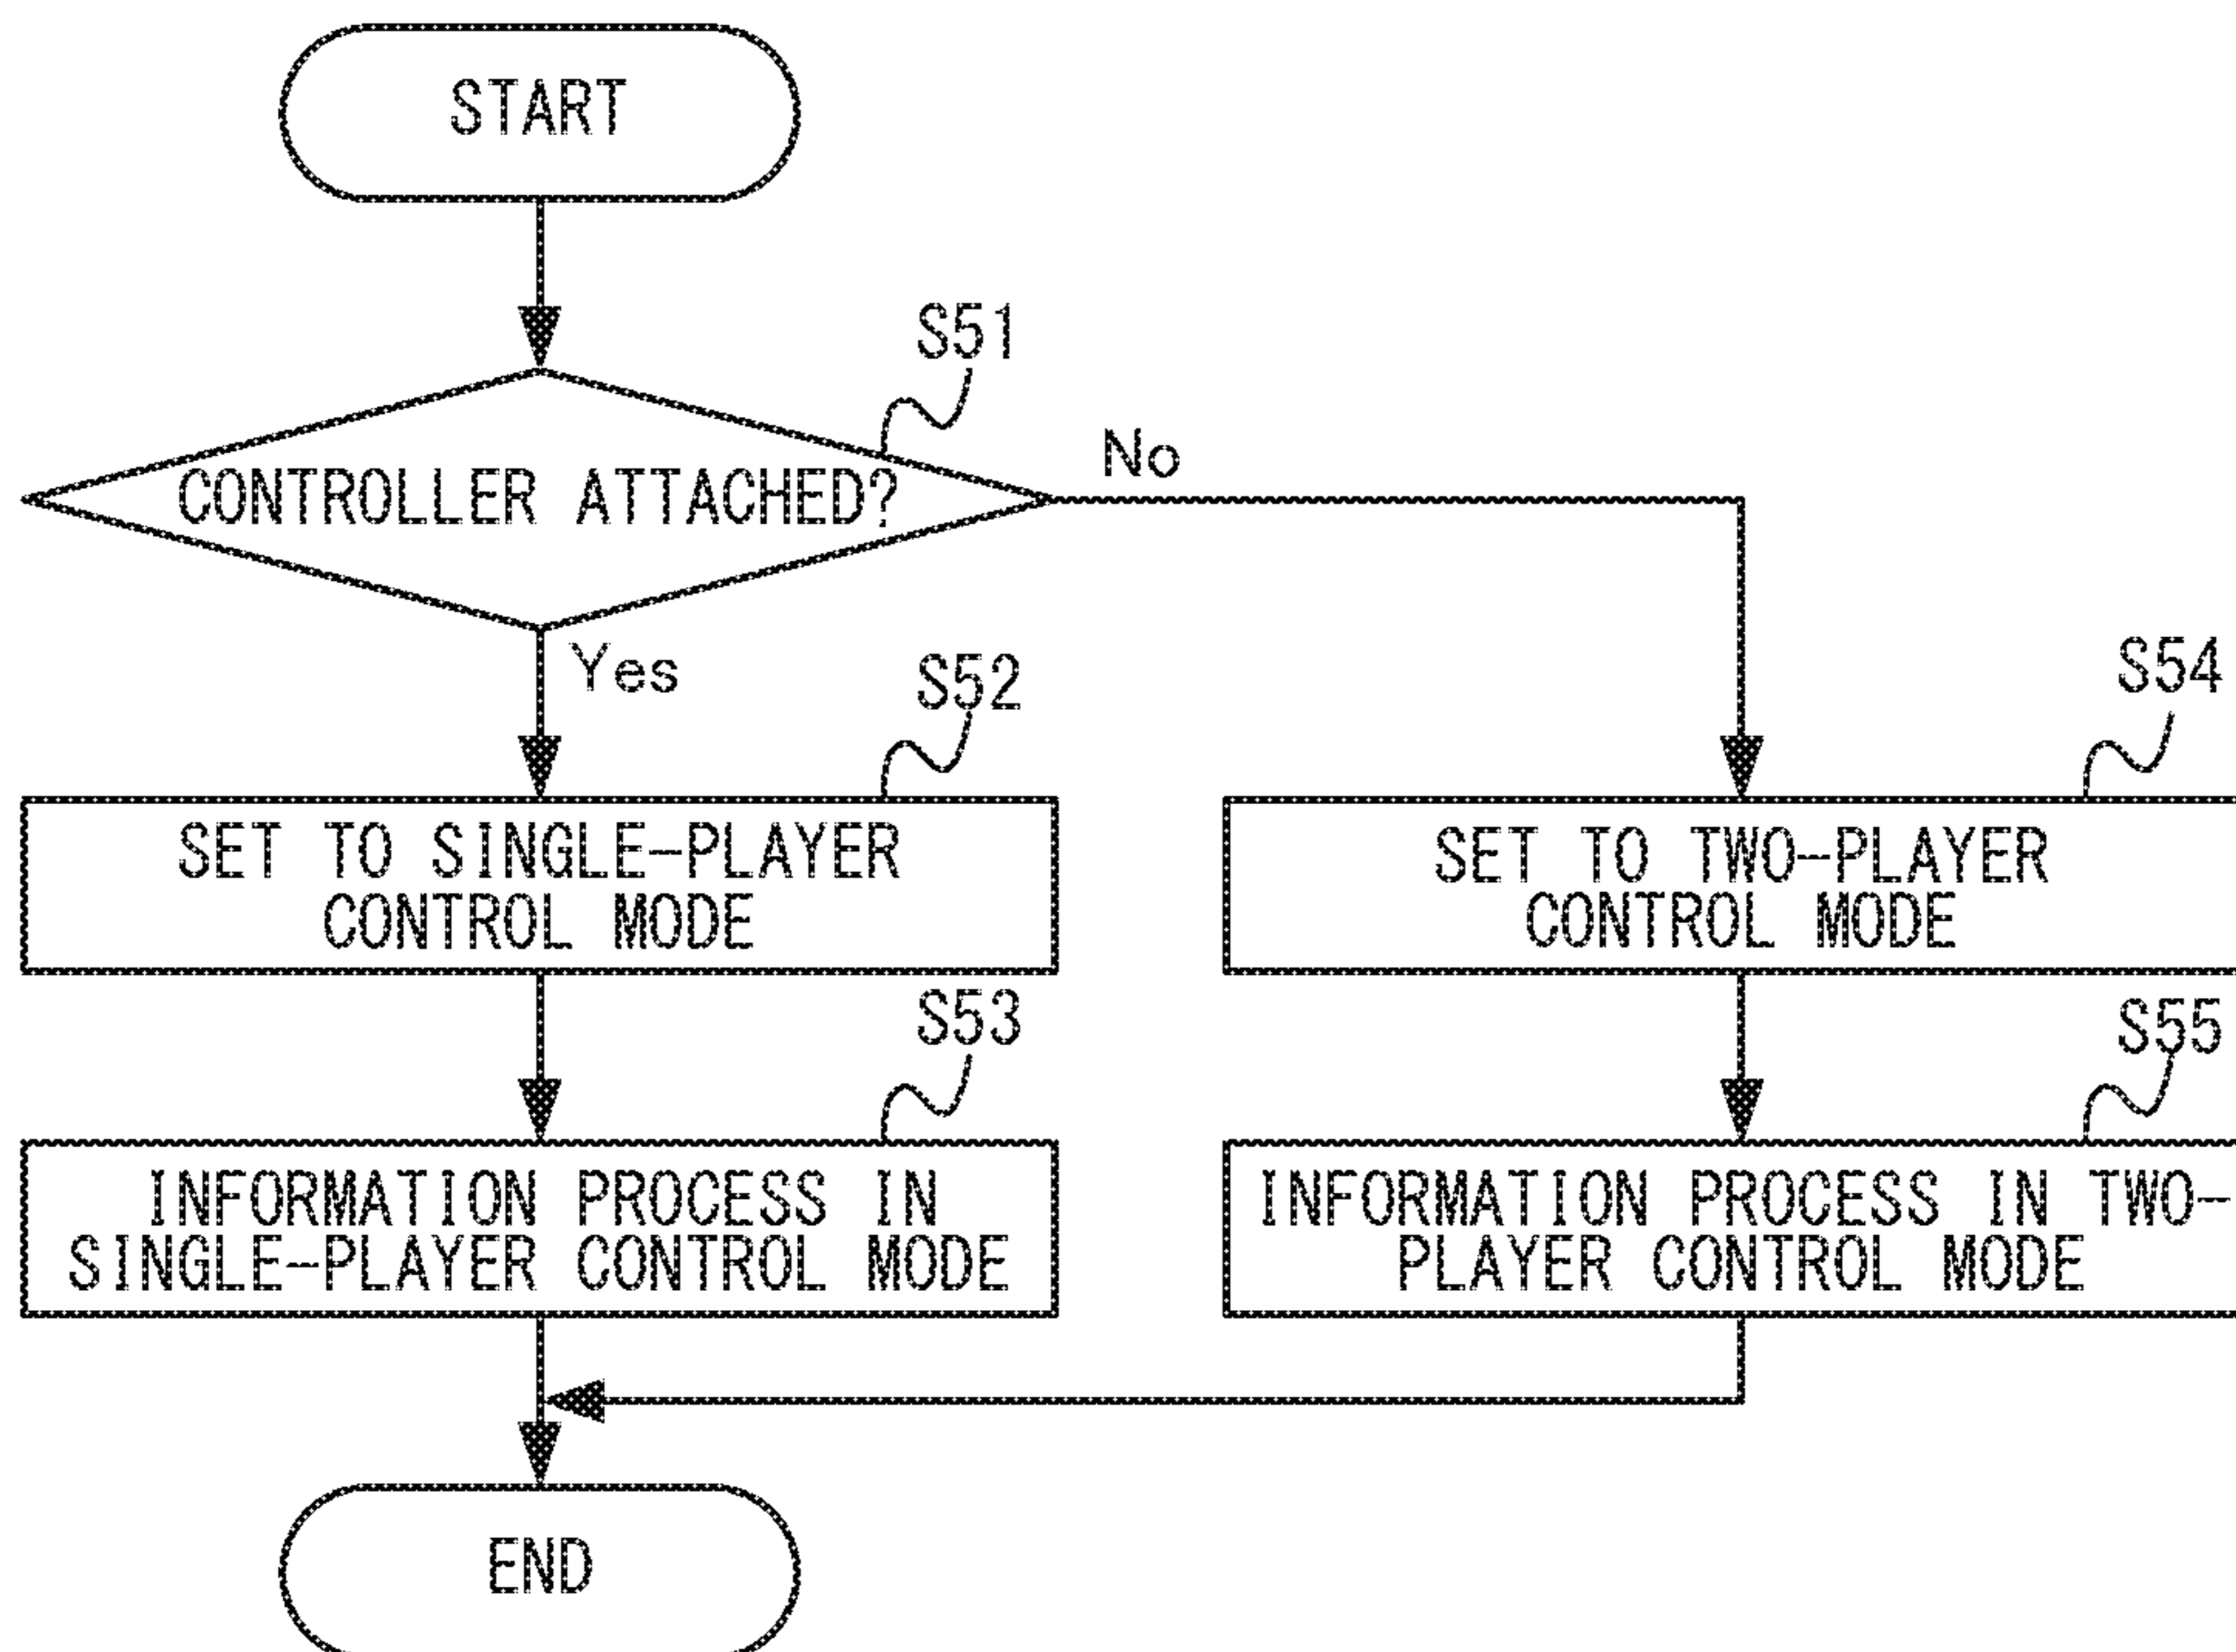 START
S51
CONTROLLER ATTACHED?
No
Yes
S52
SET TO SINGLE-PLAYER
CONTROL MODE
S54
SET TO TWO-PLAYER
CONTROL MODE
S53
INFORMATION PROCESS IN
SINGLE-PLAYER CONTROL MODE
S55
INFORMATION PROCESS IN TWO-
PLAYER CONTROL MODE
END